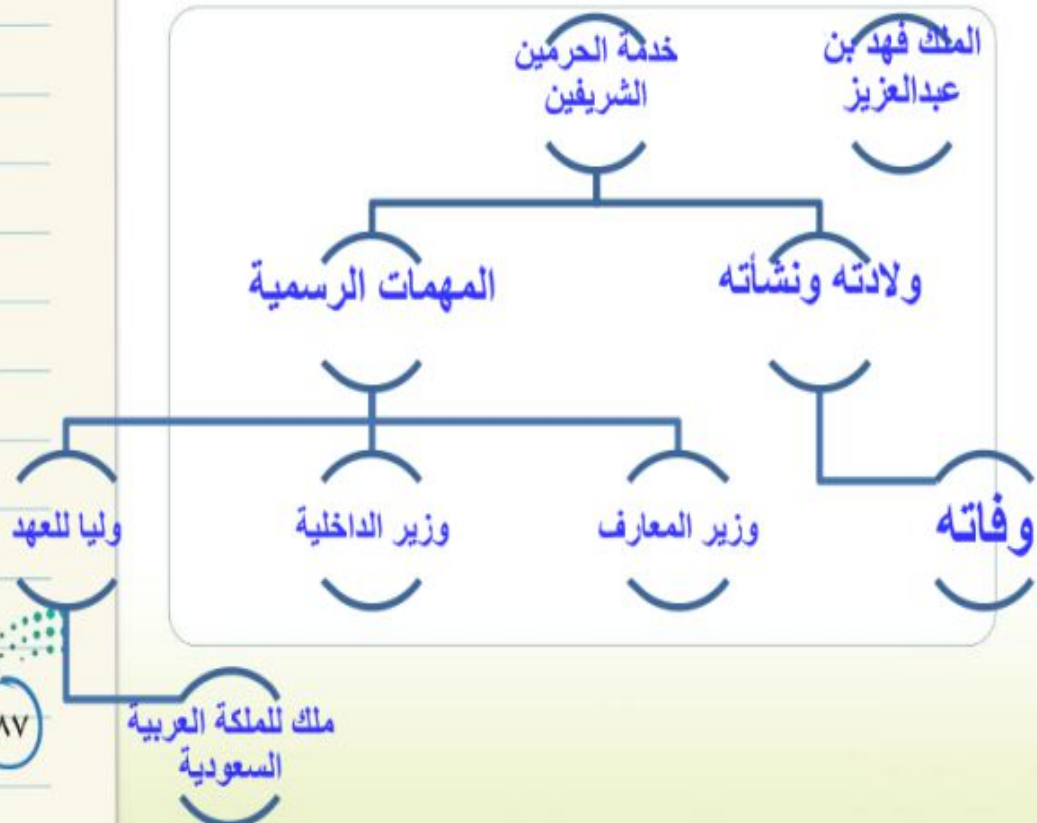 الملك فهد بن
عبدالعزيز
خدمة الحرمين
الشريفين
ولادته ونشأته
المهمات الرسمية
وفاته
وزير المعارف
وزير الداخلية
وليا للعهد
ملك للملكة العربية
السعودية